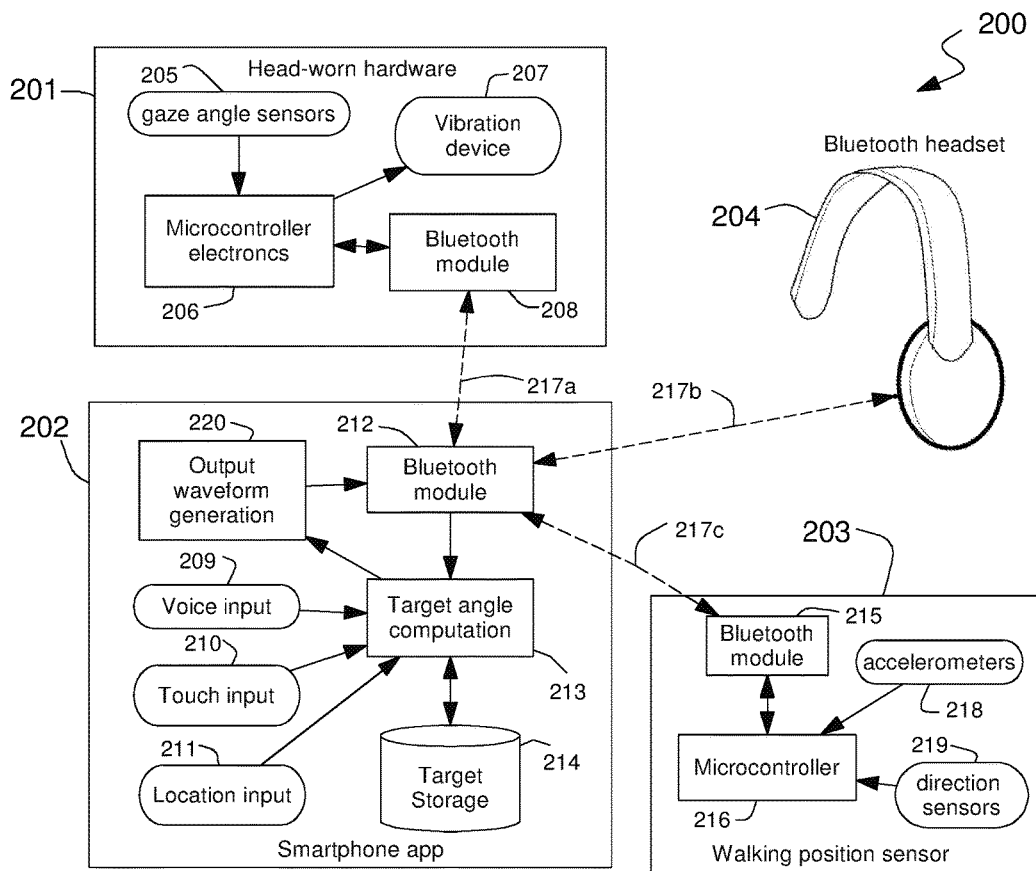 200
Head-worn hardware
201
205
gaze angle sensors
207
Vibration
device
Microcontroller
electroncs
206
Bluetooth
module
208
Bluetooth headset
204
217a
217b
217c
202
220
Output
waveform
generation
212
Bluetooth
module
209
Voice input
210
Touch input
211
Location input
Target angle
computation
213
Target
Storage
214
Smartphone app
203
215
Bluetooth
module
accelerometers
218
Microcontroller
216
219
direction
sensors
Walking position sensor